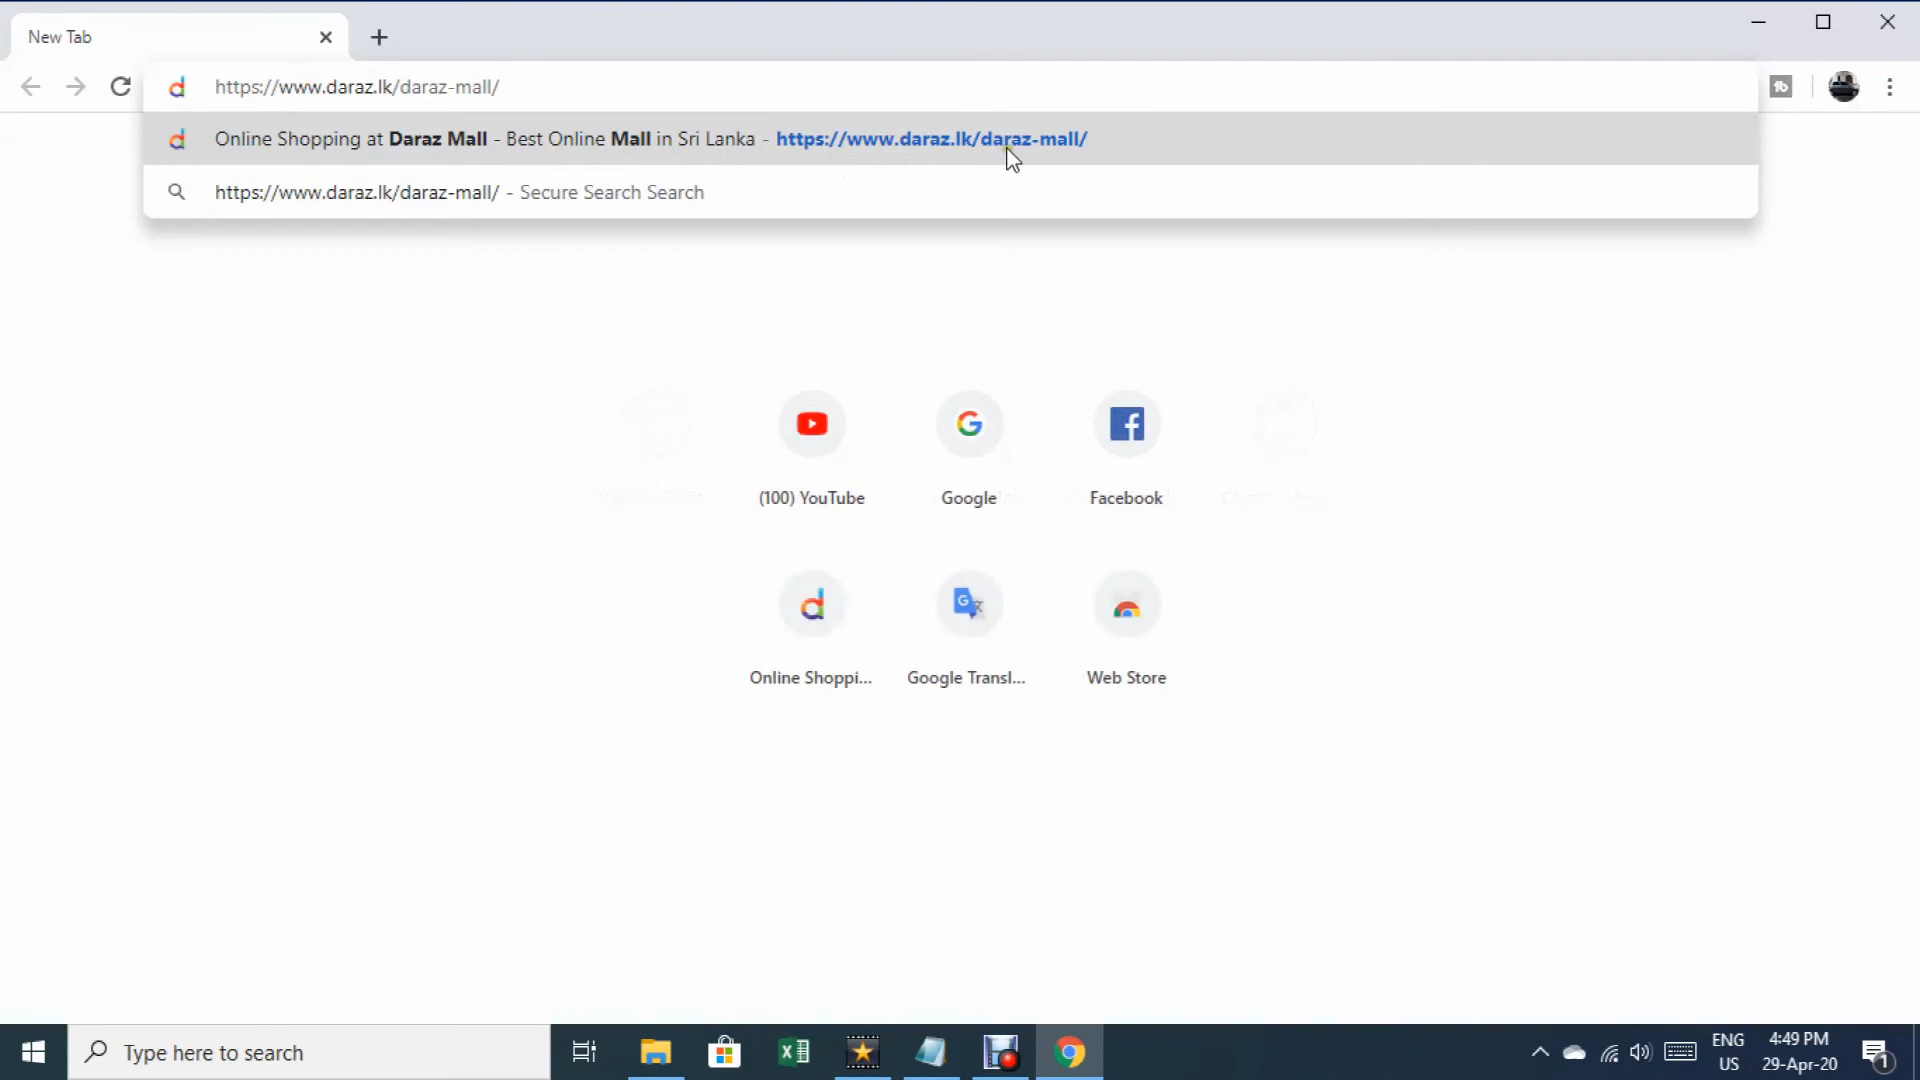 New Tab
https://www.daraz.lk/daraz-mall/
Online Shopping at Daraz Mall - Best Online Mall in Sri Lanka - https://www.daraz.lk/daraz-mall/
https://www.daraz.lk/daraz-mall/ - Secure Search Search
(100) YouTube
Google
Facebook
Online Shoppi...
Google Transl...
Web Store
Type here to search
ENG
US
4:49 PM
29-Apr-20
1